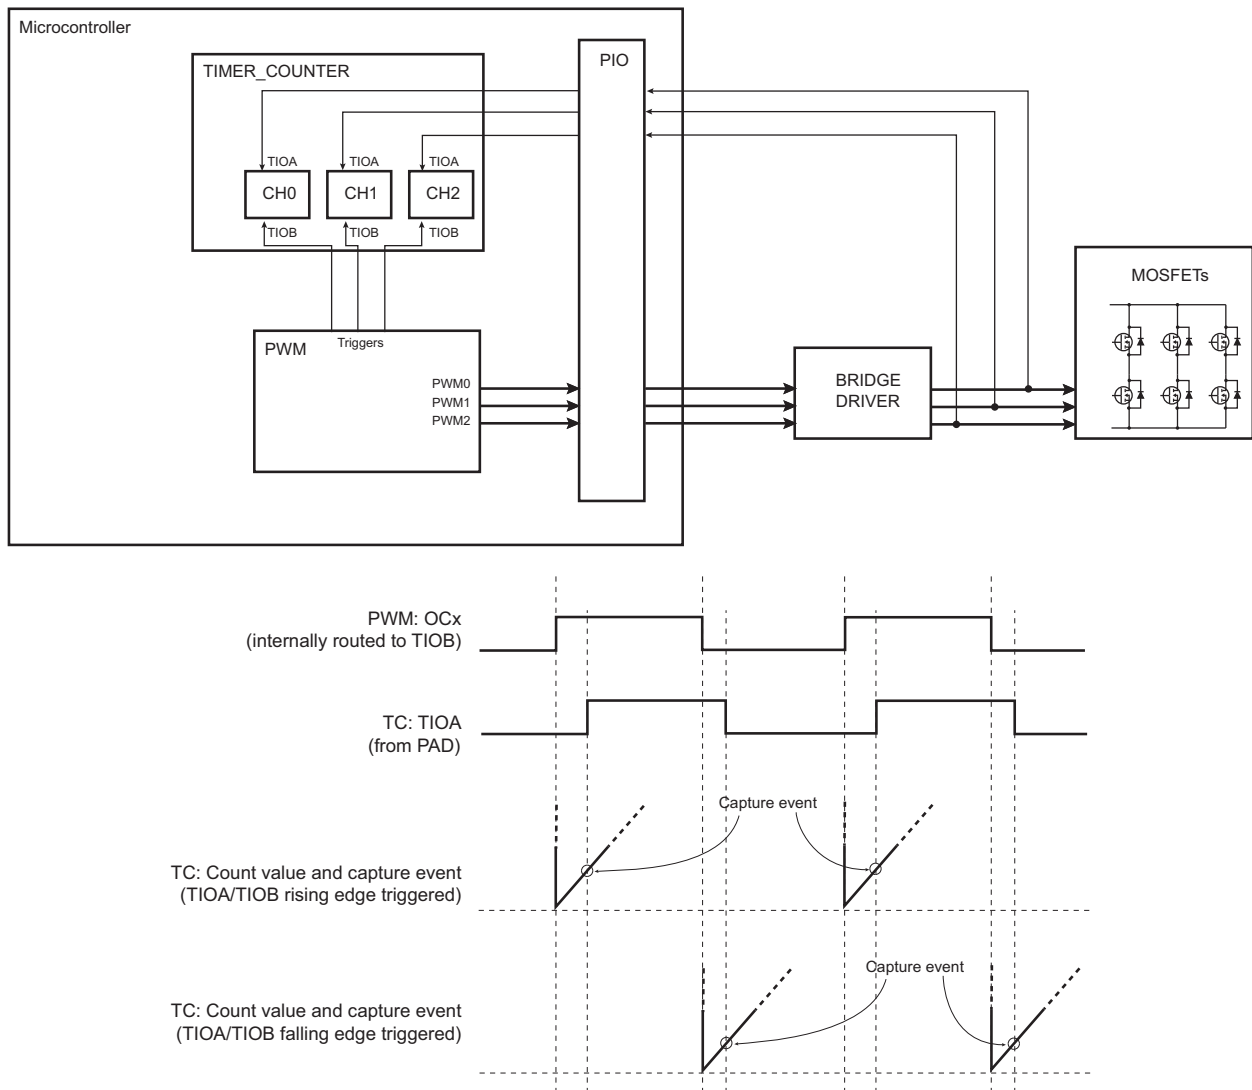 Microcontroller
PIO
TIMER_COUNTER
TIOA
TIOA
TIOA
CH0
CH1
CH2
TIOB
TIOB
TIOB
MOSFETs
Triggers
PWM
PWM0
PWM1
PWM2
BRIDGE
DRIVER
PWM: OCx
(internally routed to TIOB)
TC: TIOA
(from PAD)
Capture event
TC: Count value and capture event
(TIOA/TIOB rising edge triggered)
Capture event
TC: Count value and capture event
(TIOA/TIOB falling edge triggered)